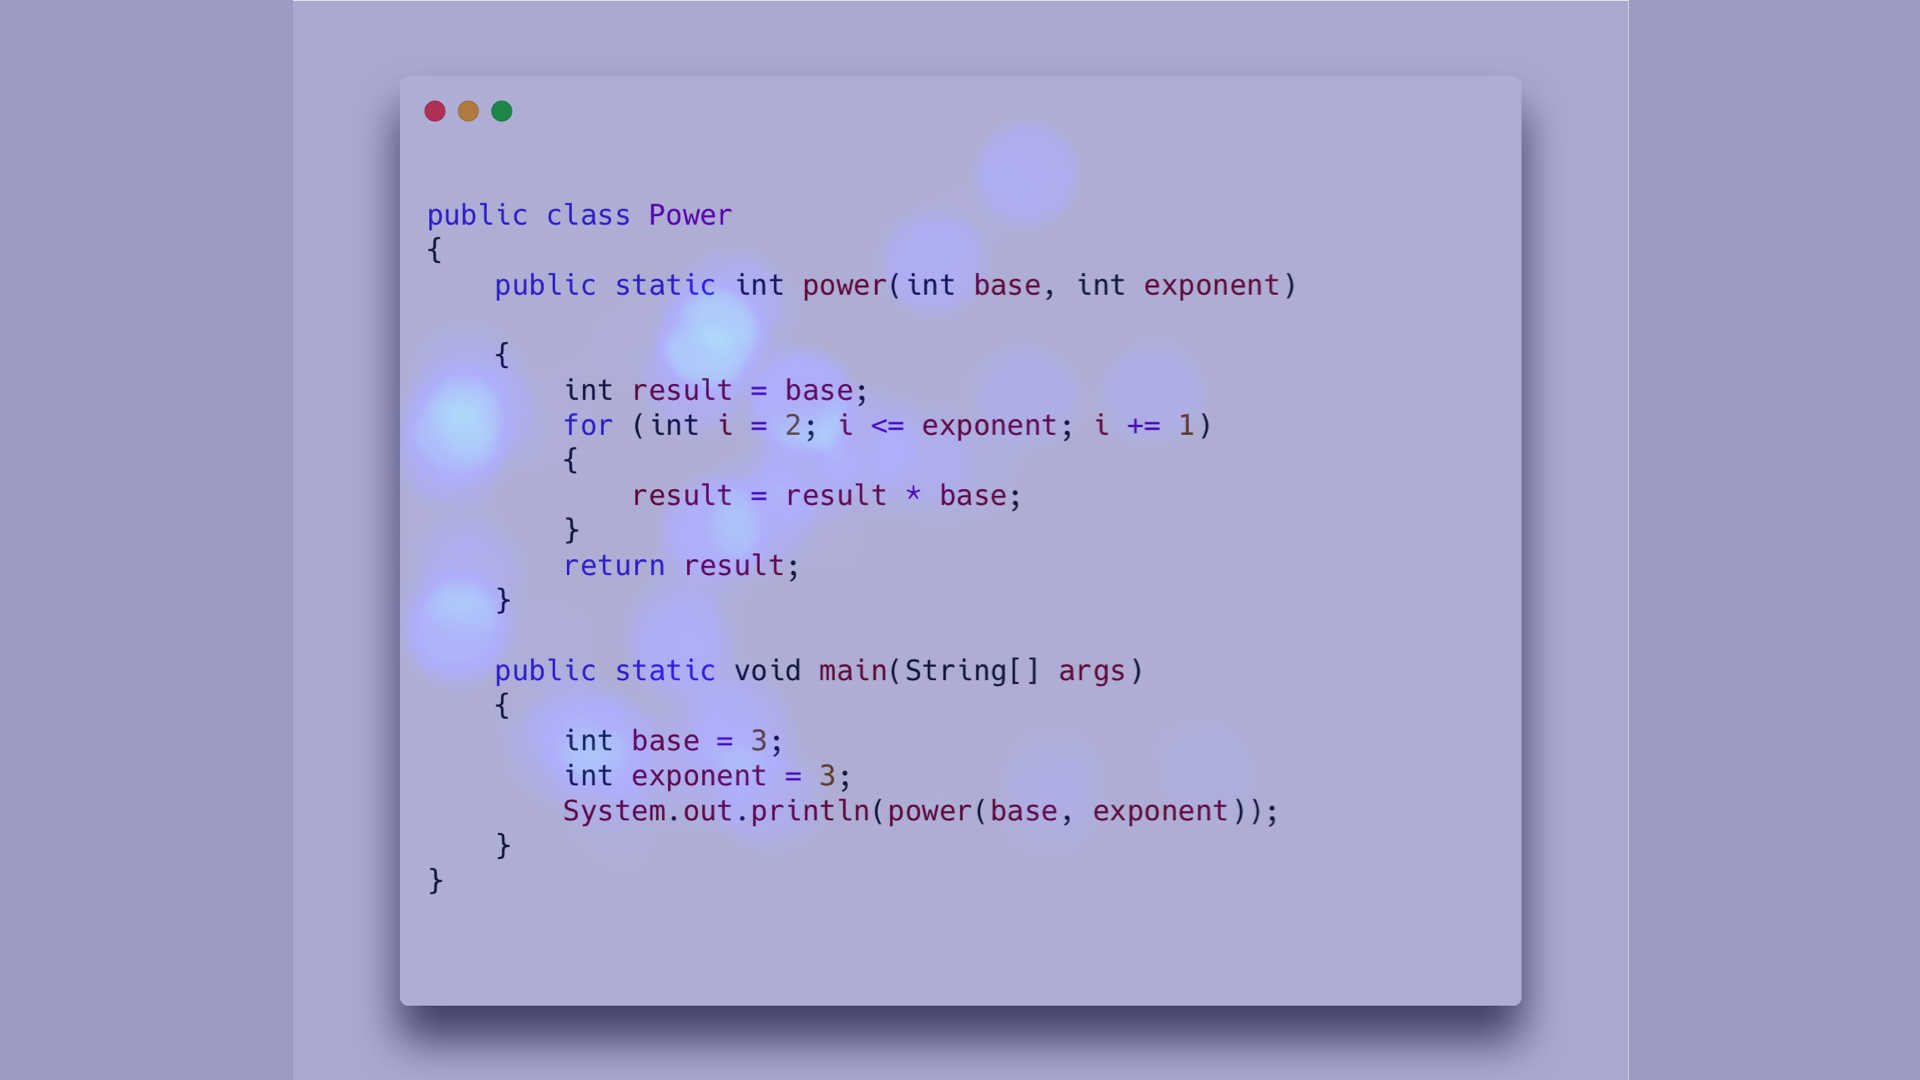 public class Power
{
    public static int power(int base, int exponent)
    {
        int result = base;
        for (int i = 2; i <= exponent; i += 1)
        {
            result = result * base;
        }
        return result;
    }
    public static void main(String[] args)
    {
        int base = 3;
        int exponent = 3;
        System.out.println(power(base, exponent));
    }
}